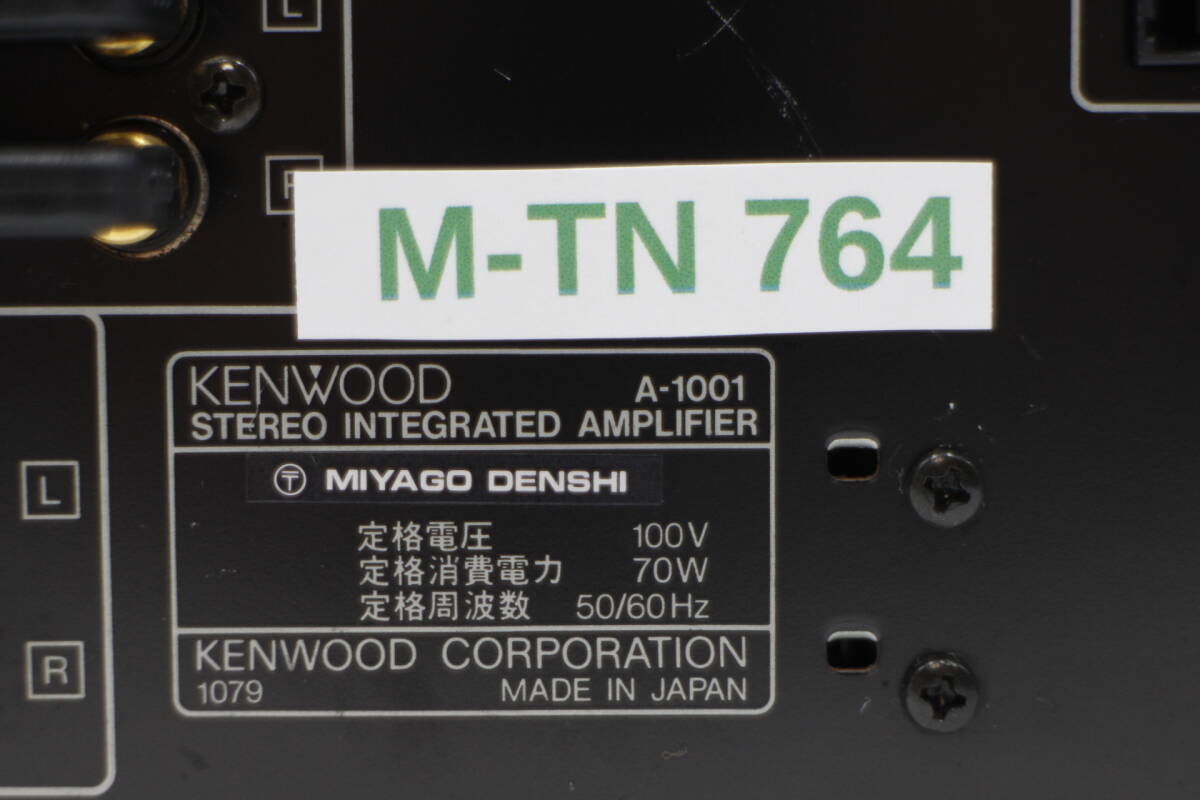 L
R
M-TN 764
KENWOOD A-1001
STEREO INTEGRATED AMPLIFIER
〒 MIYAGO DENSHI
定格電圧 100V
定格消費電力 70W
定格周波数 50/60Hz
KENWOOD CORPORATION
1079 MADE IN JAPAN
L
R